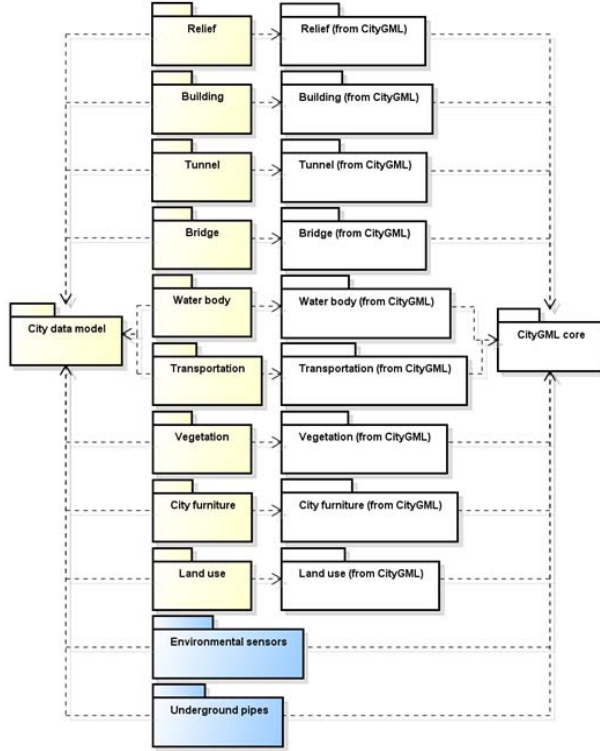 Relief
Relief (from CityGML)
Building
Building (from CityGML)
Tunnel
Tunnel (from CityGML)
Bridge
Bridge (from CityGML)
Water body
Water body (from CityGML)
City data model
CityGML core
Transportation
Transportation (from CityGML)
Vegetation
Vegetation (from CityGML)
City furniture
City furniture (from CityGML)
Land use
Land use (from CityGML)
Environmental sensors
Underground pipes